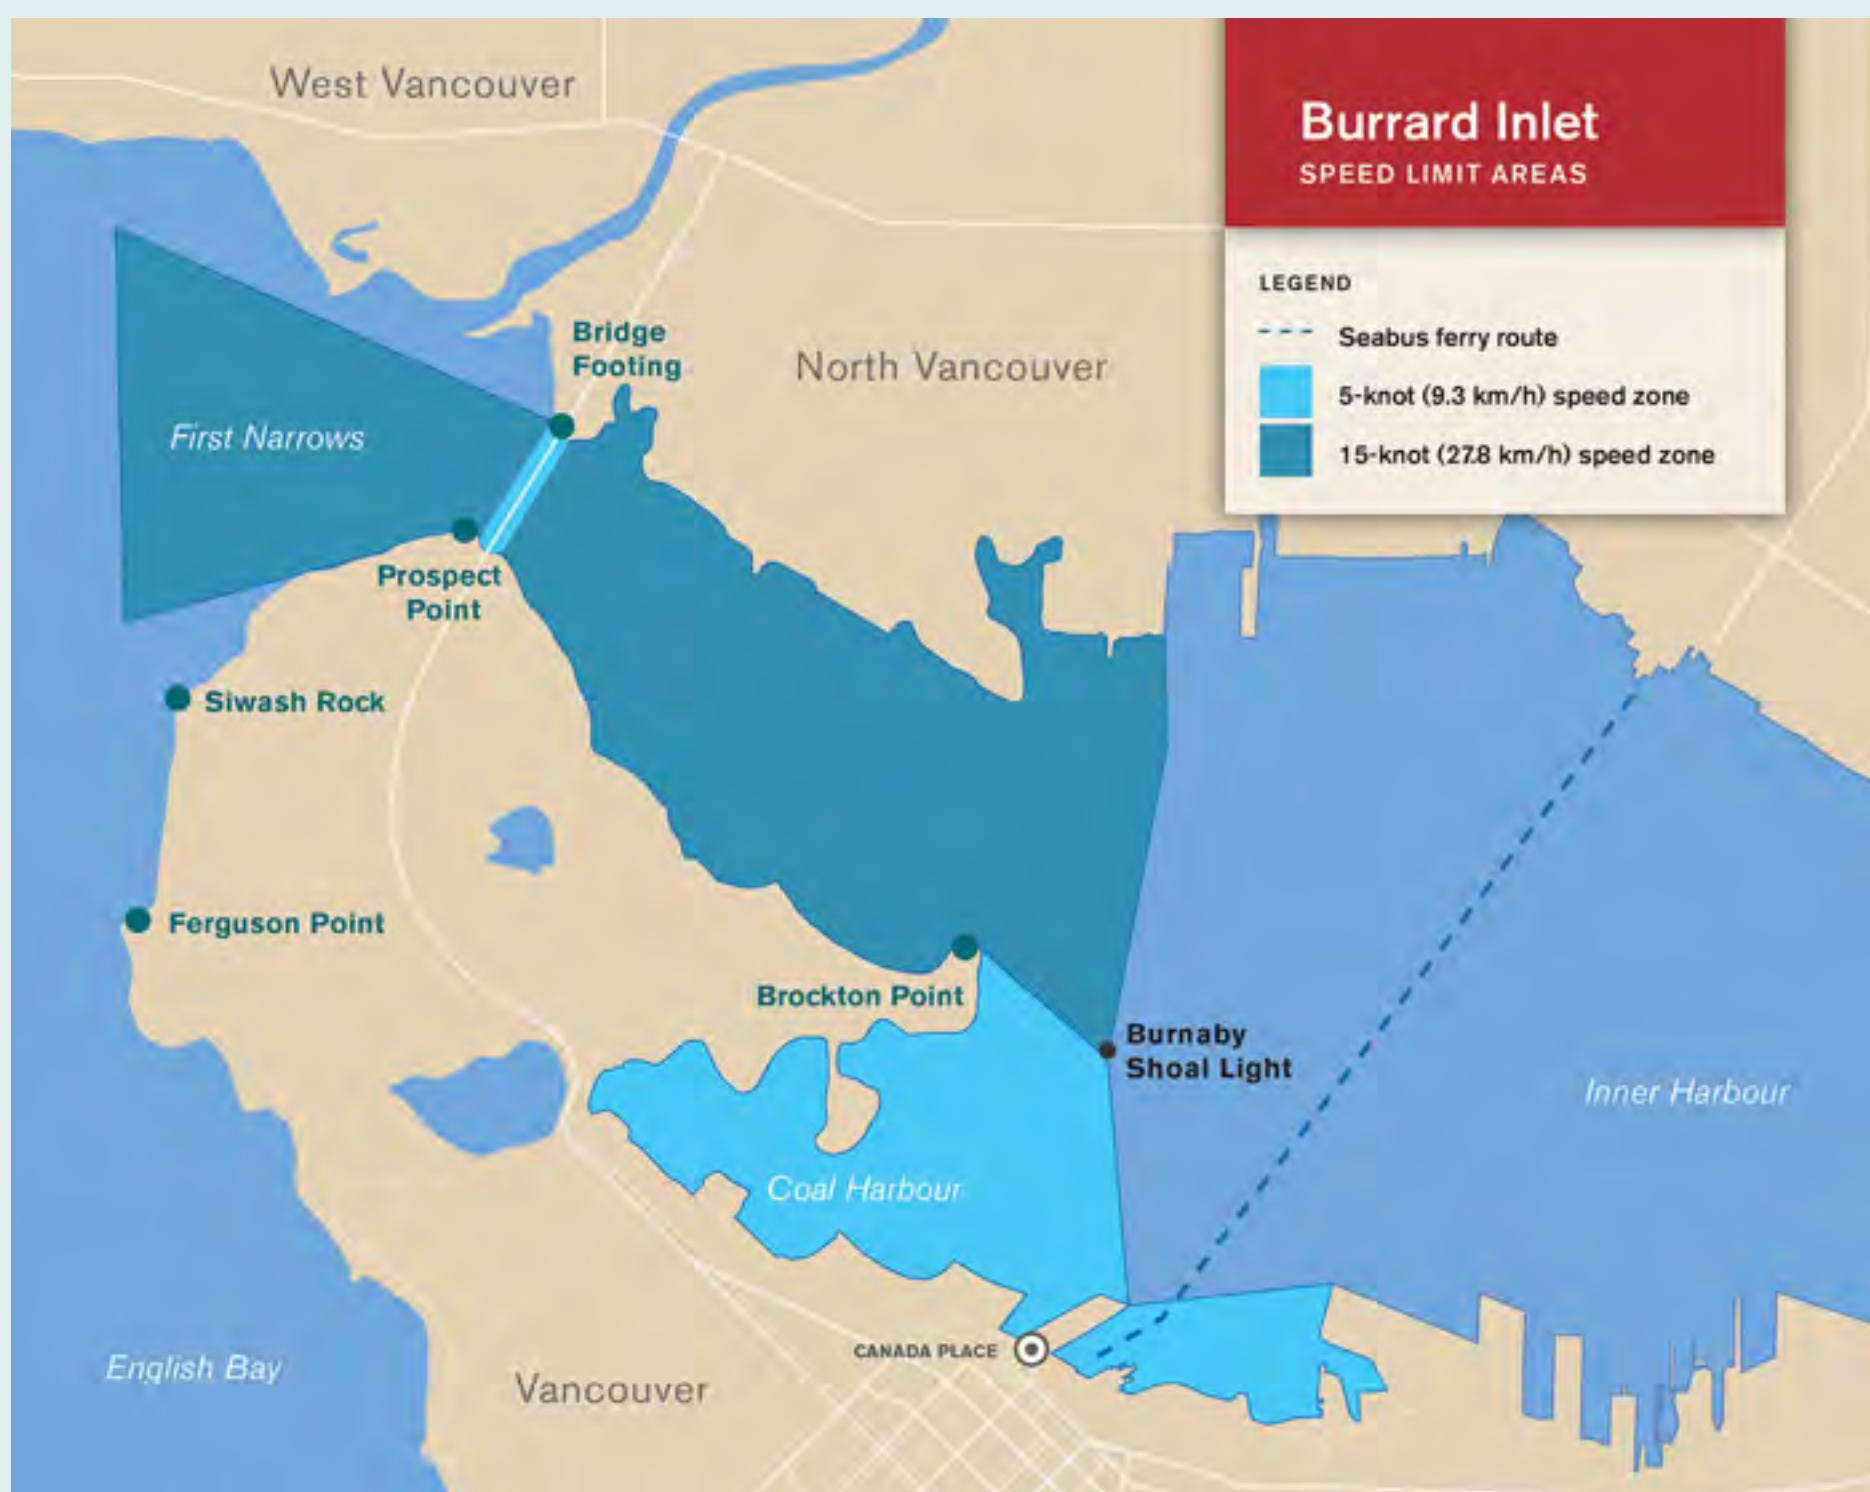 West Vancouver
Burrard Inlet
SPEED LIMIT AREAS
LEGEND
Seabus ferry route
5-knot (9.3 km/h) speed zone
15-knot (27.8 km/h) speed zone
Bridge
Footing
North Vancouver
First Narrows
Prospect
Point
Siwash Rock
Ferguson Point
Brockton Point
Burnaby
Shoal Light
Inner Harbour
Coal Harbour
CANADA PLACE
English Bay
Vancouver